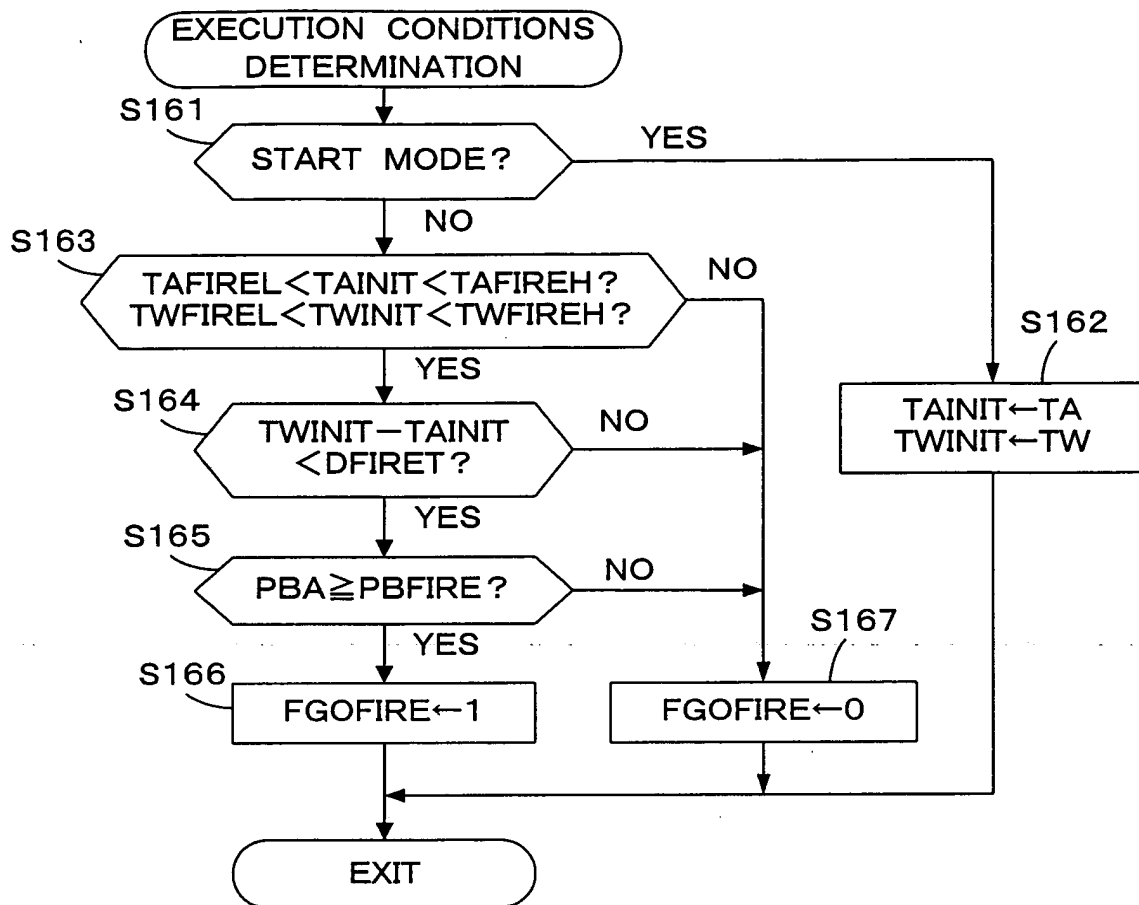 EXECUTION CONDITIONS
DETERMINATION
S161
START MODE?
YES
NO
S163
TAFIREL<TAINIT<TAFIREH?
TWFIREL<TWINIT<TWFIREH?
NO
YES
S162
TAINIT←TA
TWINIT←TW
S164
TWINIT−TAINIT
<DFIRET?
NO
YES
S165
PBA≧PBFIRE?
NO
YES
S166
FGOFIRE←1
S167
FGOFIRE←0
EXIT